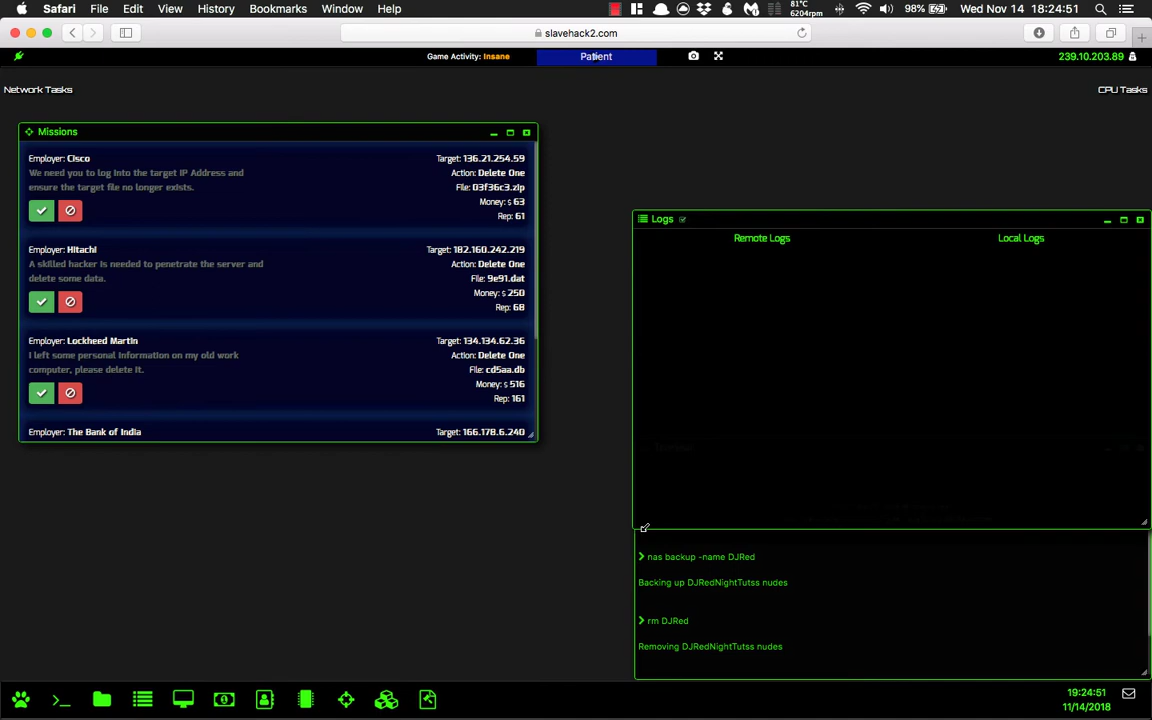 Safari File Edit View History Bookmarks Window Help
81°C
6204rpm
98%
Wed Nov 14 18:24:51
slavehack2.com
Game Activity: Insane
Patient
239.10.203.89
Network Tasks
CPU Tasks
Missions
Employer: Cisco
We need you to log into the target IP Address and
ensure the target file no longer exists.
Target: 136.21.254.59
Action: Delete One
File: 03f36c3.zip
Money: $ 63
Rep: 61
Employer: Hitachi
A skilled hacker is needed to penetrate the server and
delete some data.
Target: 182.160.242.219
Action: Delete One
File: 9e91.dat
Money: $ 250
Rep: 68
Employer: Lockheed Martin
I left some personal information on my old work
computer, please delete it.
Target: 134.134.62.36
Action: Delete One
File: cd5aa.db
Money: $ 516
Rep: 161
Employer: The Bank of India
Target: 166.178.6.240
Logs
Remote Logs
Local Logs
nas backup -name DJRed
Backing up DJRedNightTutss nudes
rm DJRed
Removing DJRedNightTutss nudes
19:24:51
11/14/2018